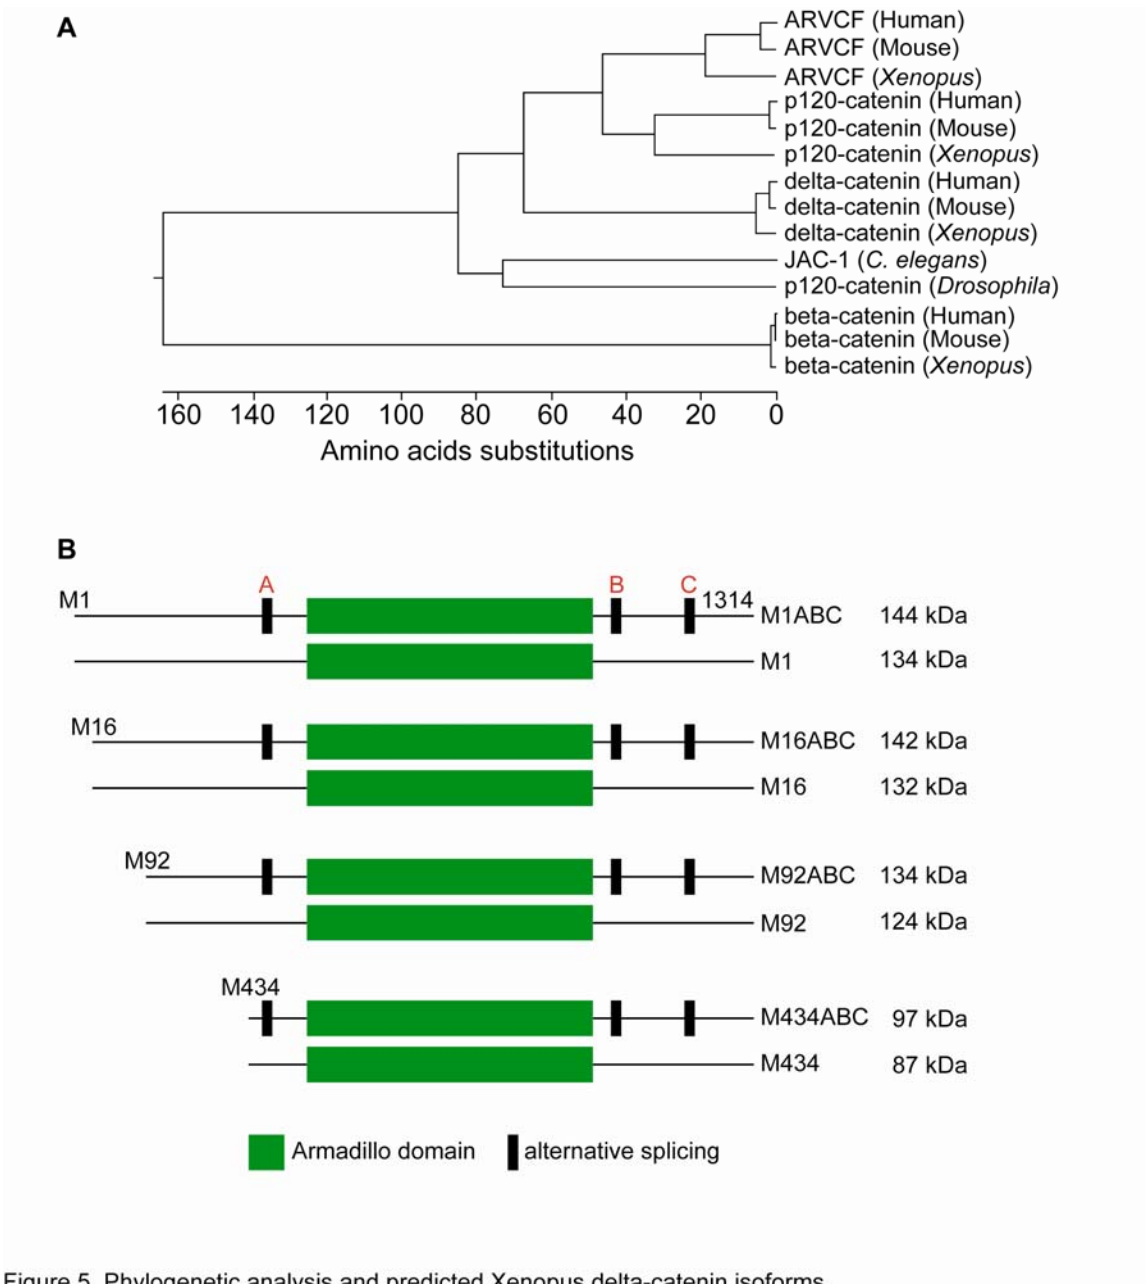 A
ARVCF (Human)
ARVCF (Mouse)
ARVCF (Xenopus)
p120-catenin (Human)
p120-catenin (Mouse)
p120-catenin (Xenopus)
delta-catenin (Human)
delta-catenin (Mouse)
delta-catenin (Xenopus)
JAC-1 (C. elegans)
p120-catenin (Drosophila)
beta-catenin (Human)
beta-catenin (Mouse)
beta-catenin (Xenopus)
160 140 120 100 80 60 40 20 0
Amino acids substitutions
B
A B C
M1 1314 M1ABC 144 kDa
M1 134 kDa
M16 M16ABC 142 kDa
M16 132 kDa
M92 M92ABC 134 kDa
M92 124 kDa
M434 M434ABC 97 kDa
M434 87 kDa
Armadillo domain alternative splicing
Figure 5. Phylogenetic analysis and predicted Xenopus delta-catenin isoforms